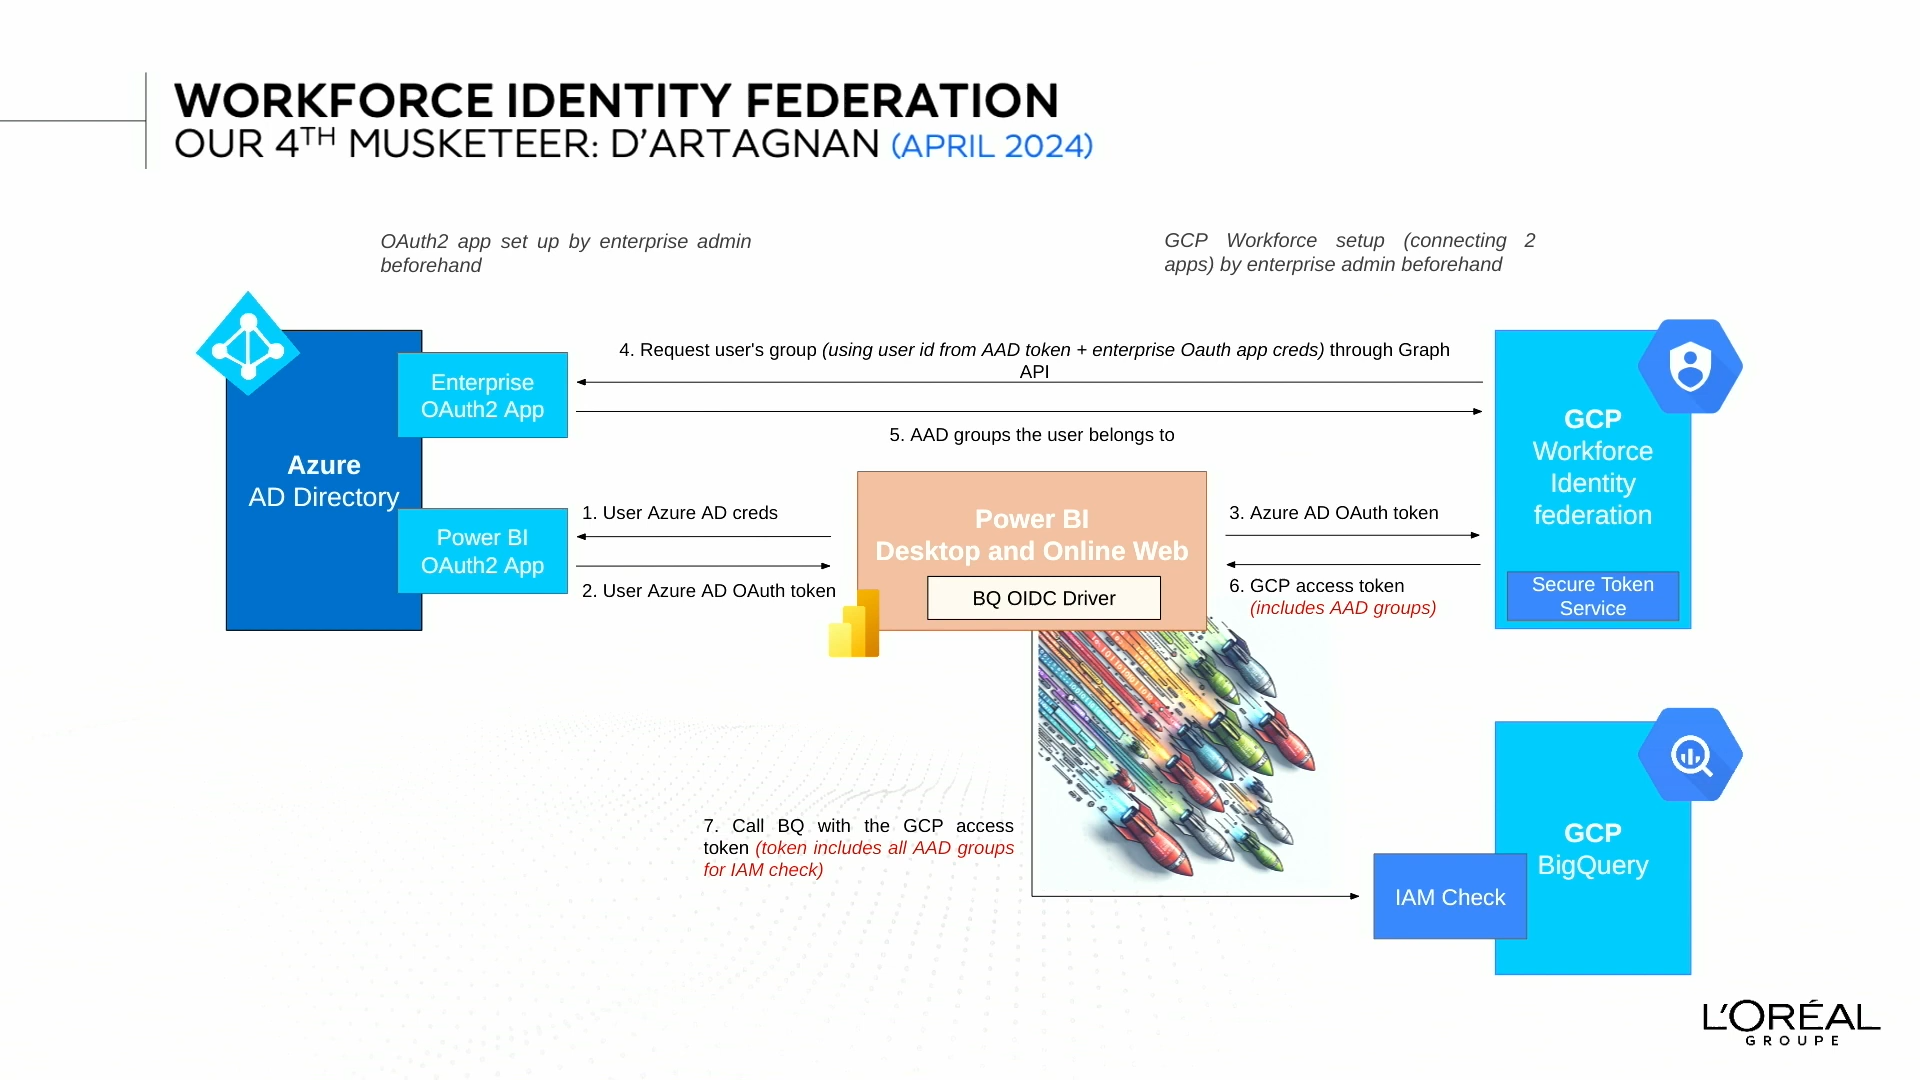 WORKFORCE IDENTITY FEDERATION
OUR 4TH MUSKETEER: D'ARTAGNAN (APRIL 2024)
OAuth2 app set up by enterprise admin
beforehand
GCP Workforce setup (connecting 2
apps) by enterprise admin beforehand
4. Request user's group (using user id from AAD token + enterprise Oauth app creds) through Graph
API
Enterprise
OAuth2 App
5. AAD groups the user belongs to
Azure
AD Directory
GCP
Workforce
Identity
federation
Power BI
OAuth2 App
1. User Azure AD creds
2. User Azure AD OAuth token
Power BI
Desktop and Online Web
BQ OIDC Driver
3. Azure AD OAuth token
6. GCP access token
(includes AAD groups)
Secure Token
Service
7. Call BQ with the GCP access
token (token includes all AAD groups
for IAM check)
IAM Check
GCP
BigQuery
L'ORÉAL
GROUPE